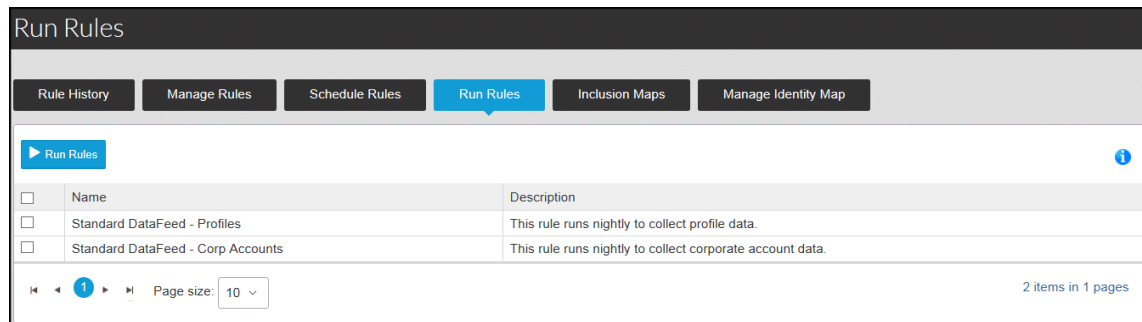 Run Rules
Rule History Manage Rules Schedule Rules Run Rules Inclusion Maps Manage Identity Map
Run Rules
Name Description
Standard DataFeed - Profiles This rule runs nightly to collect profile data.
Standard DataFeed - Corp Accounts This rule runs nightly to collect corporate account data.
1 Page size: 10 2 items in 1 pages